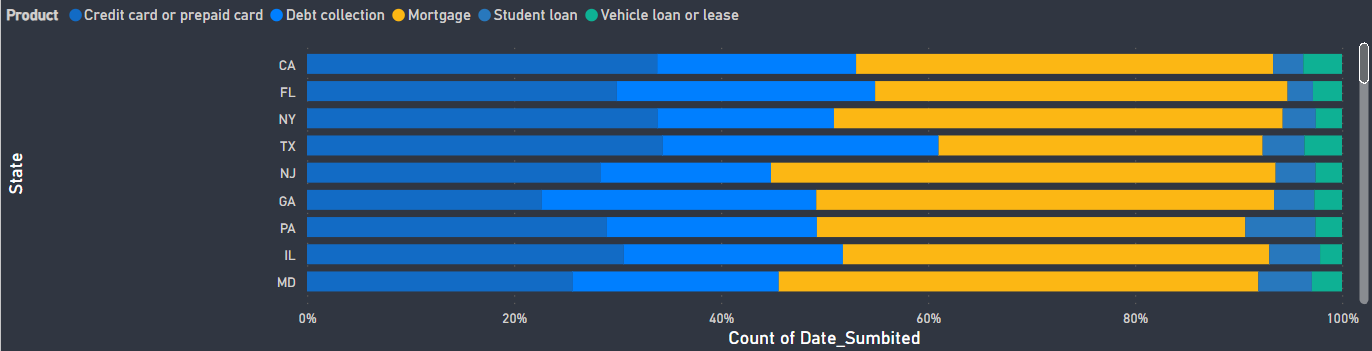 Product Credit card or prepaid card Debt collection Mortgage Student loan Vehicle loan or lease
State
CA
FL
NY
TX
NJ
GA
PA
IL
MD
0% 20% 40% 60% 80% 100%
Count of Date_Sumbited